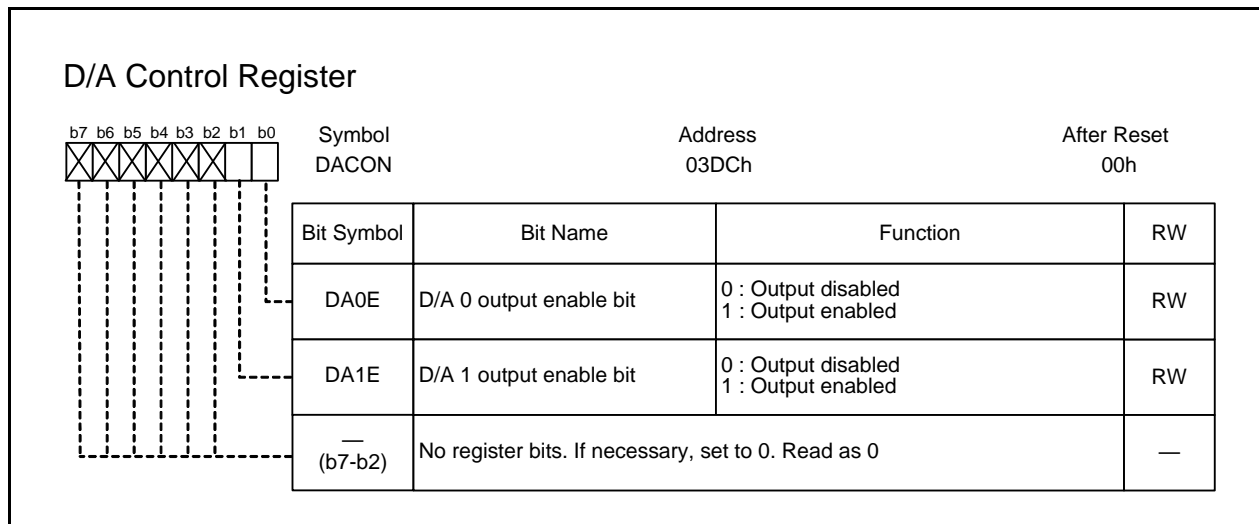 D/A Control Register
b7 b6 b5 b4 b3 b2 b1 b0
Symbol Address After Reset
DACON 03DCh 00h
Bit Symbol Bit Name Function RW
DA0E D/A 0 output enable bit 0 : Output disabled
1 : Output enabled RW
DA1E D/A 1 output enable bit 0 : Output disabled
1 : Output enabled RW
—
(b7-b2) No register bits. If necessary, set to 0. Read as 0 —